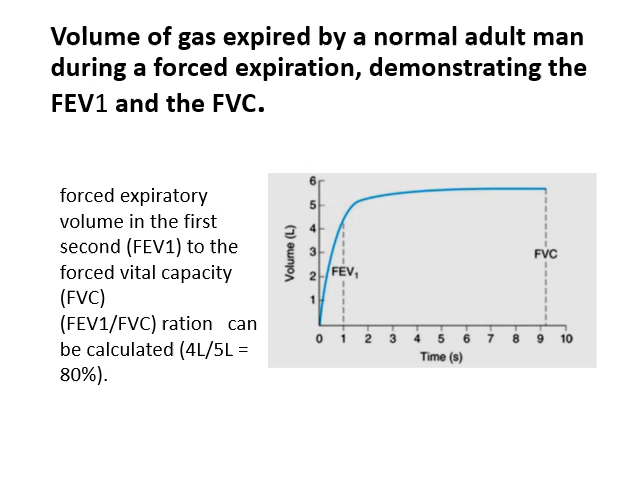 Volume of gas expired by a normal adult man
during a forced expiration, demonstrating the
FEV1 and the FVC.
forced expiratory
volume in the first
second (FEV1) to the
forced vital capacity
(FVC)
(FEV1/FVC) ration can
be calculated (4L/5L =
80%).
Volume (L)
6
5
4
3
2
1
FEV₁
FVC
0 1 2 3 4 5 6 7 8 9 10
Time (s)